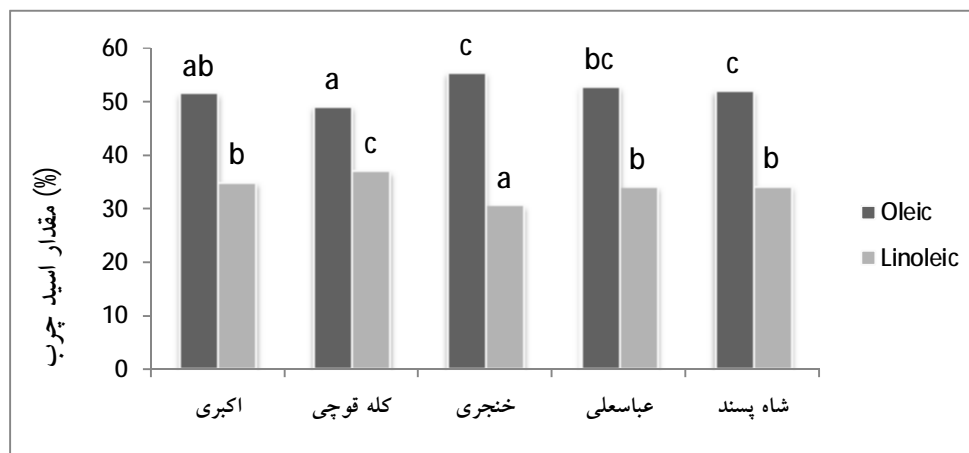 مقدار اسید چرب (%)
60
50
40
30
20
10
0
ab
b
a
c
c
a
bc
b
c
b
اکبری
کله قوچی
خنجری
عباسعلی
شاه پسند
Oleic
Linoleic